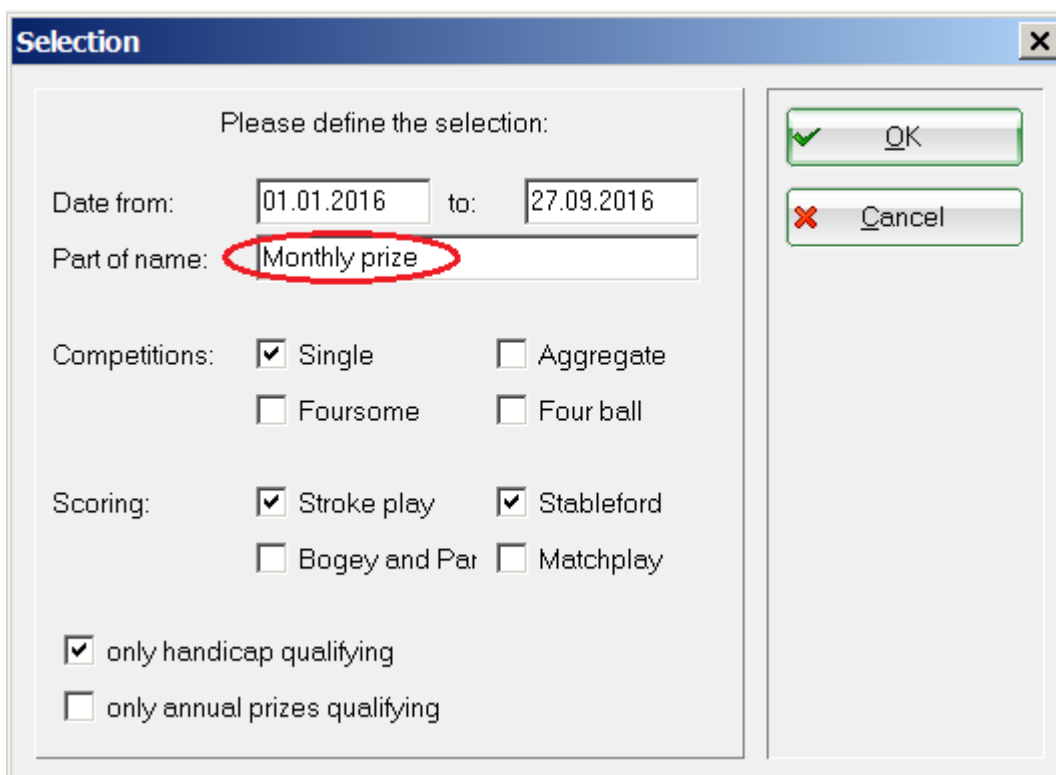 Selection
Please define the selection:
OK
Cancel
Date from: 01.01.2016 to: 27.09.2016
Part of name: Monthly prize
Competitions: Single Aggregate
Foursome Four ball
Scoring: Stroke play Stableford
Bogey and Par Matchplay
only handicap qualifying
only annual prizes qualifying